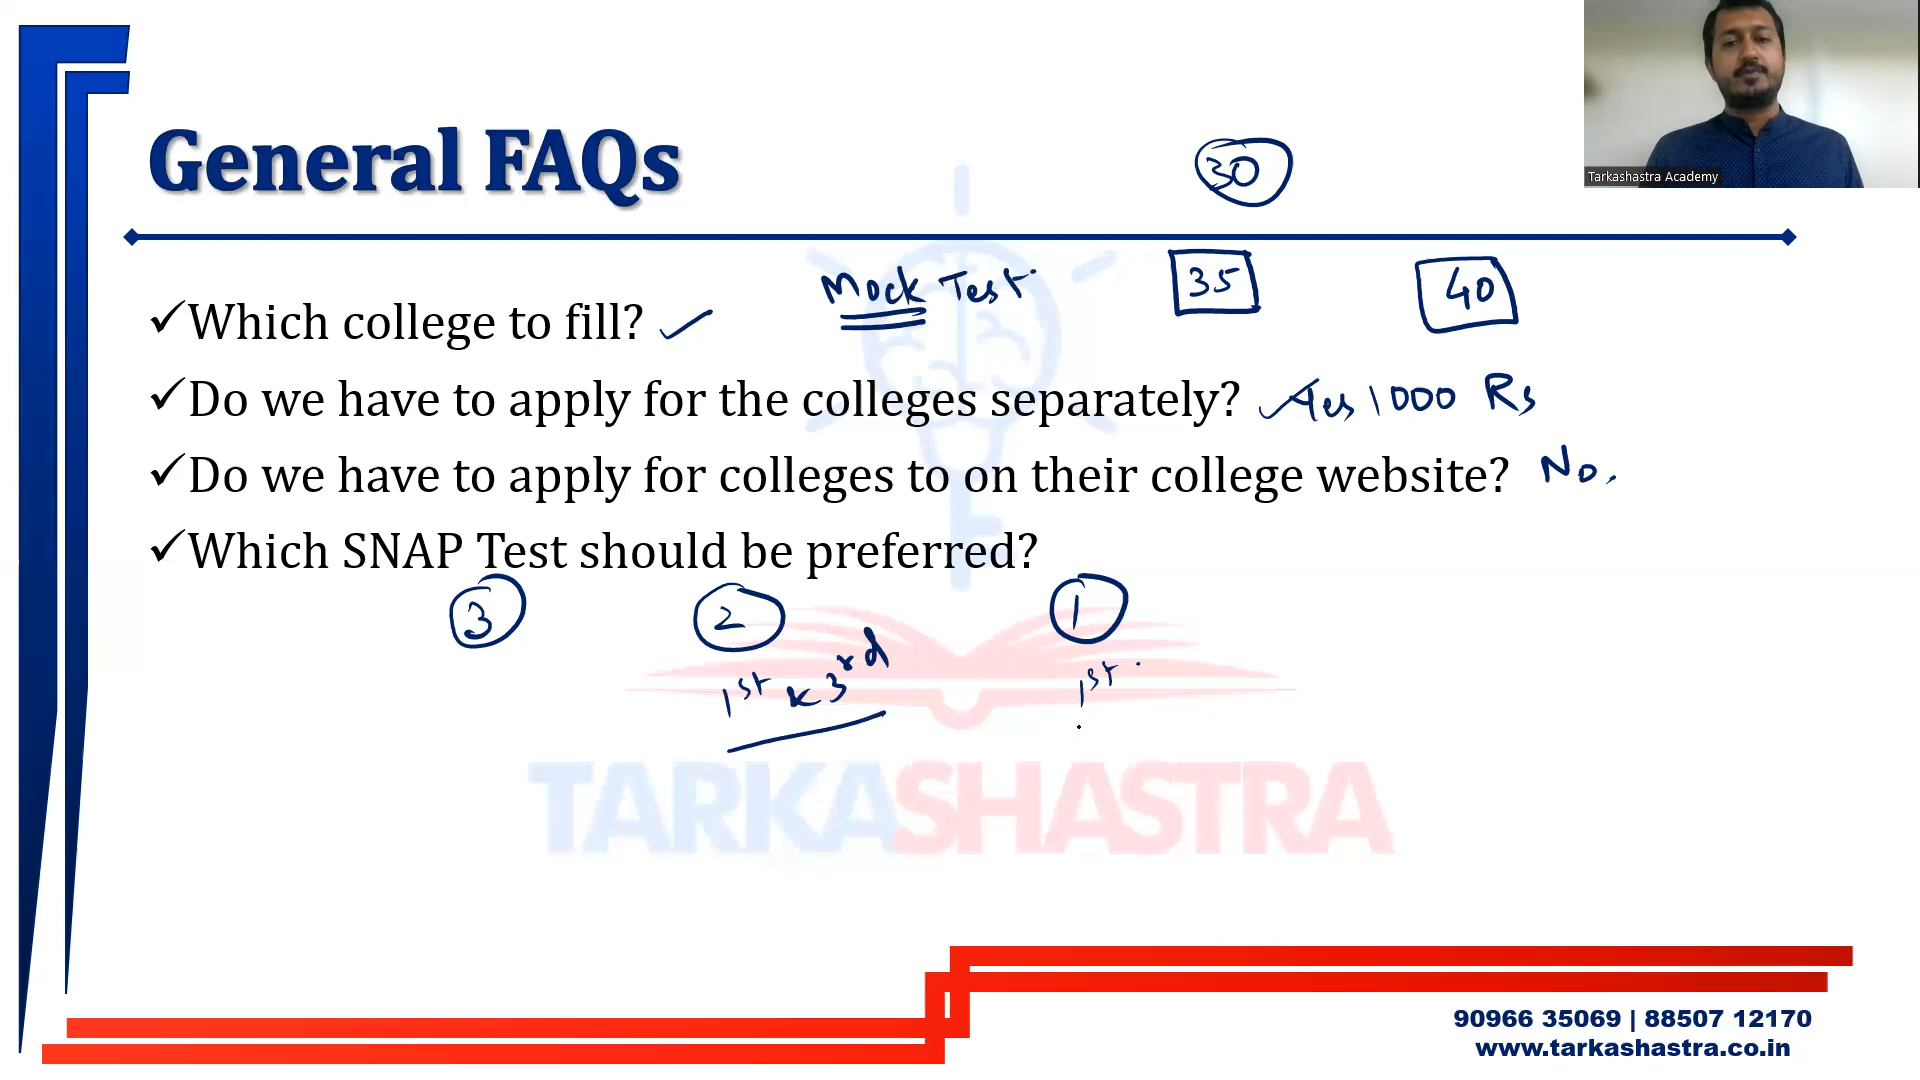 Tarkashastra Academy
General FAQs
30
Mock Test
35
40
✓Which college to fill? ✓
✓Do we have to apply for the colleges separately? ✓ Yes 1000 Rs
✓Do we have to apply for colleges to on their college website? No.
✓Which SNAP Test should be preferred?
3 2 1
1st & 3rd 1st
TARKASHASTRA
90966 35069 | 88507 12170
www.tarkashastra.co.in